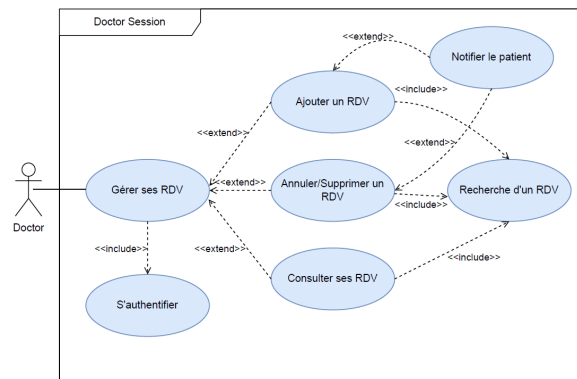 Doctor Session
<<extend>>
Notifier le patient
Ajouter un RDV
<<include>>
<<extend>>
<<extend>>
Gérer ses RDV
<<extend>>
Annuler/Supprimer un
RDV
<<include>>
Recherche d'un RDV
Doctor
<<include>>
<<extend>>
<<include>>
Consulter ses RDV
S'authentifier